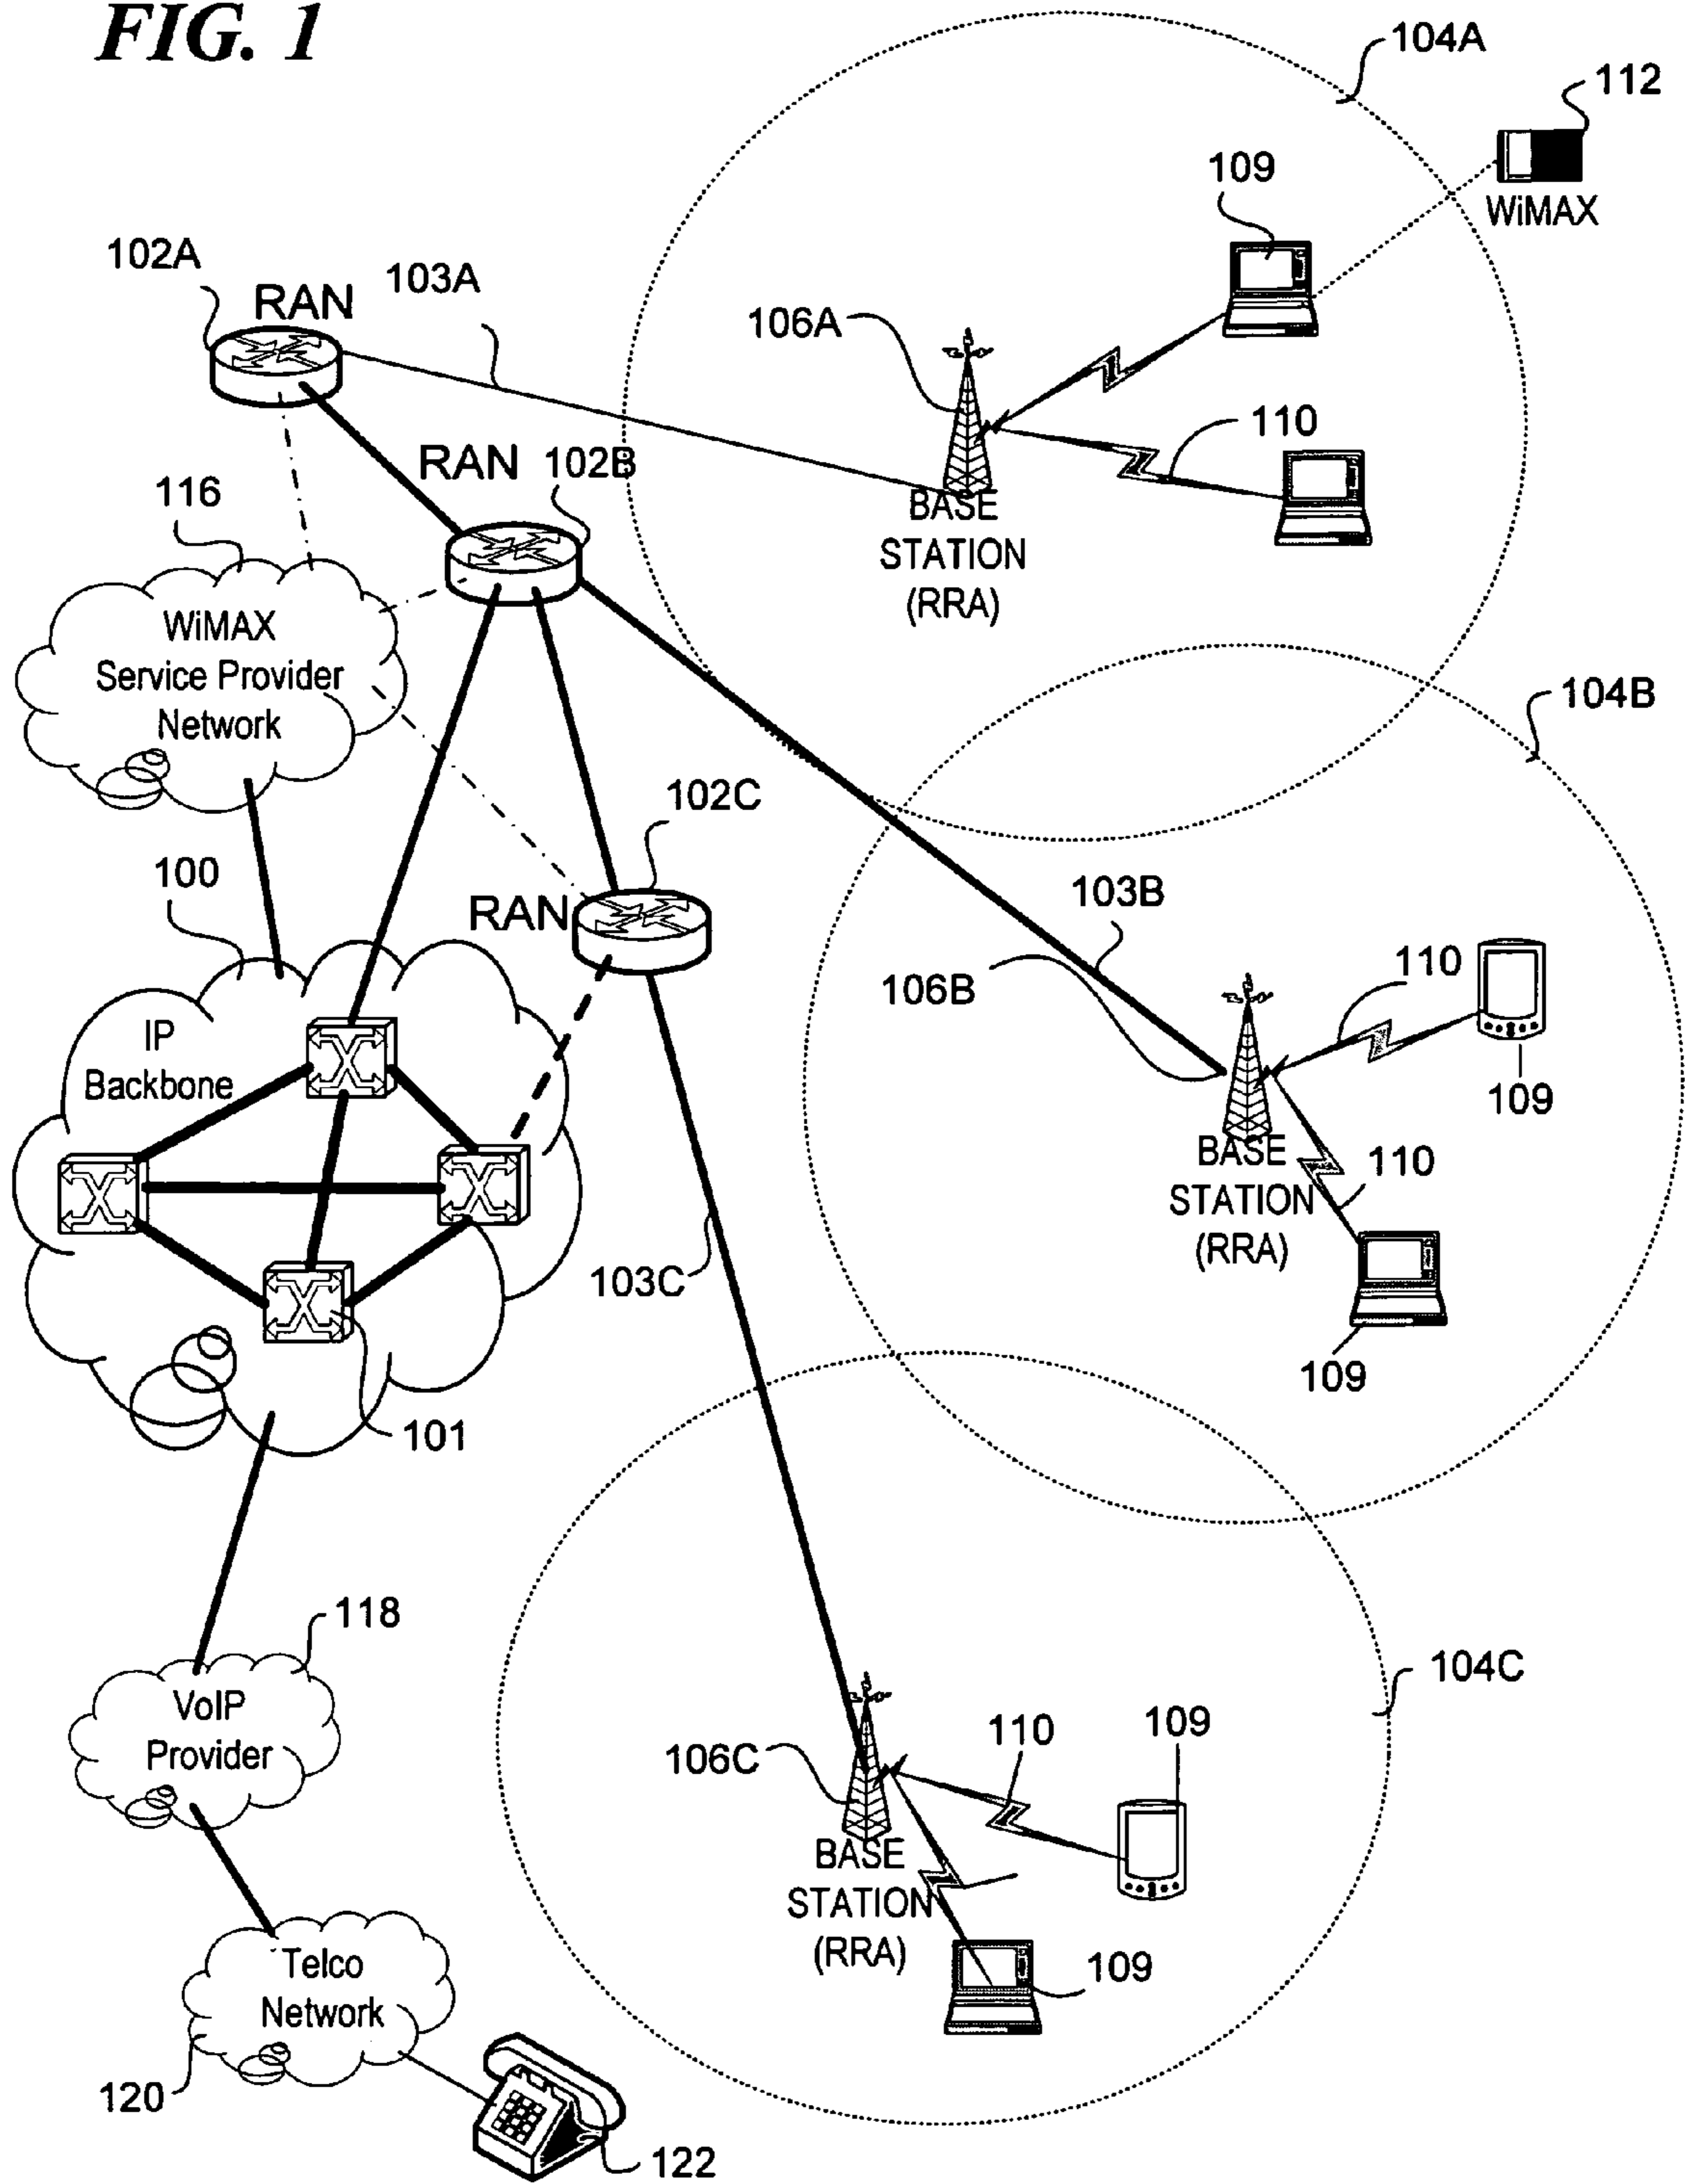 FIG. 1
104A
112
WiMAX
109
102A
RAN
103A
106A
110
RAN
102B
116
BASE
STATION
(RRA)
WiMAX
Service Provider
Network
104B
102C
100
RAN
103B
106B
110
IP
Backbone
109
BASE
STATION
(RRA)
110
103C
109
101
118
104C
VoIP
Provider
110
109
106C
BASE
STATION
(RRA)
109
Telco
Network
120
122